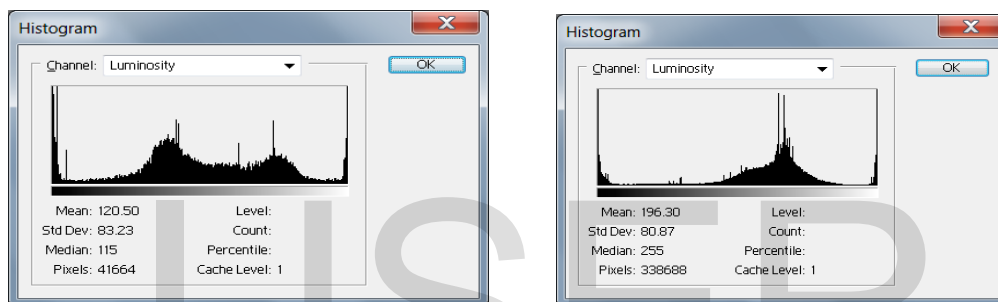 Histogram
Channel: Luminosity
OK
Mean: 120.50
Level:
Std Dev: 83.23
Count:
Median: 115
Percentile:
Pixels: 41664
Cache Level: 1
Histogram
Channel: Luminosity
OK
Mean: 196.30
Level:
Std Dev: 80.87
Count:
Median: 255
Percentile:
Pixels: 338688
Cache Level: 1
IJSER